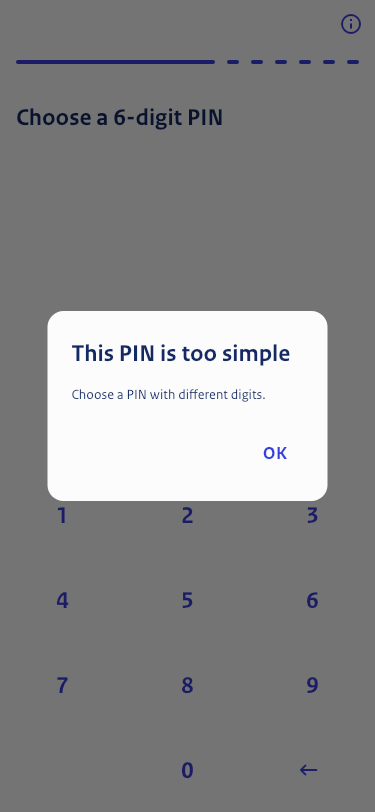 Choose a 6-digit PIN
This PIN is too simple
Choose a PIN with different digits.
OK
1 2 3
4 5 6
7 8 9
0